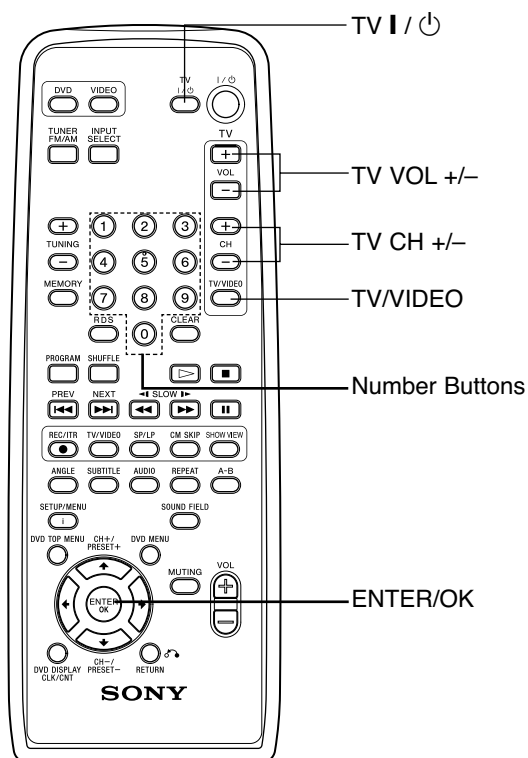 TV I / ⏻
TV I / ⏻
I / ⏻
DVD VIDEO
TUNER FM/AM
INPUT SELECT
TV
+
VOL
−
TV VOL +/–
+ 1 2 3 +
TUNING
CH
TV CH +/–
− 4 5 6 −
MEMORY
TV/VIDEO
TV/VIDEO
7 8 9
RDS
CLEAR
0
PROGRAM SHUFFLE
Number Buttons
PREV NEXT SLOW
REC/ITR TV/VIDEO SP/LP CM SKIP SHOW VIEW
ANGLE SUBTITLE AUDIO REPEAT A-B
SETUP/MENU
i
SOUND FIELD
DVD TOP MENU
CH+/
PRESET+
DVD MENU
MUTING
VOL
+
−
ENTER
OK
ENTER/OK
DVD DISPLAY
CLK/CNT
CH−/
PRESET−
RETURN
SONY